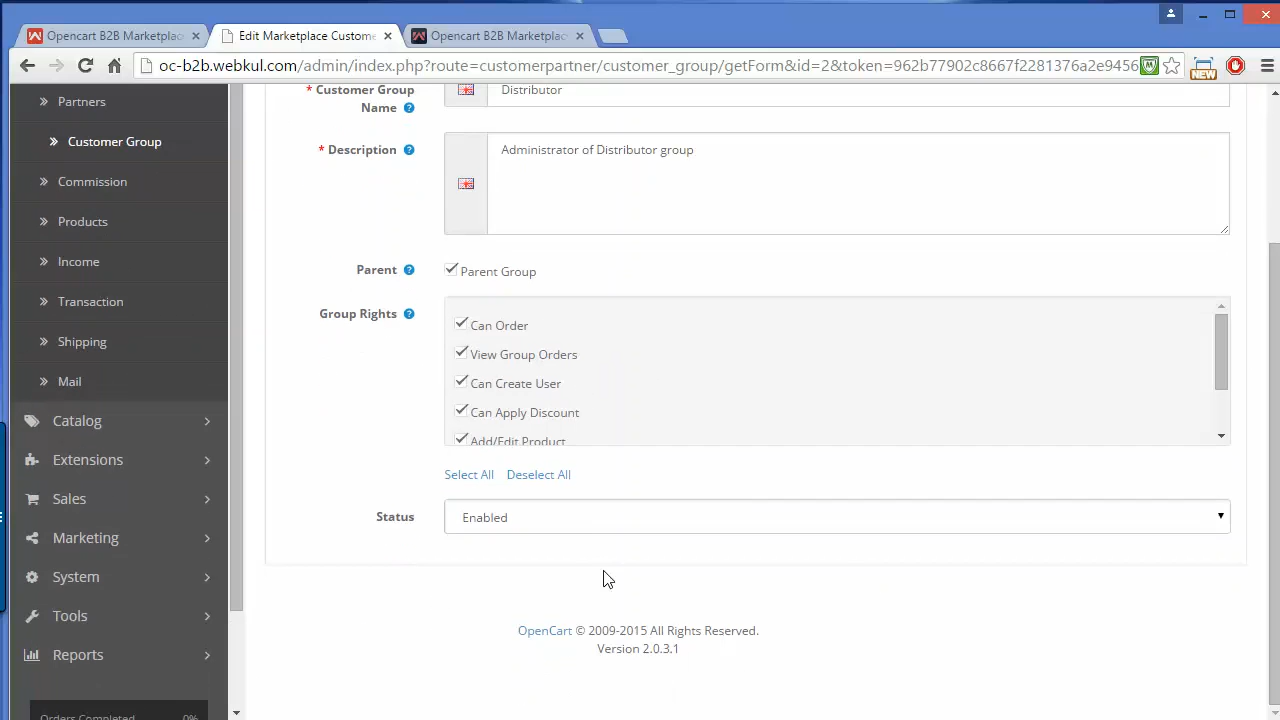 Opencart B2B Marketplac
Edit Marketplace Custome
Opencart B2B Marketplac
oc-b2b.webkul.com/admin/index.php?route=customerpartner/customer_group/getForm&id=2&token=962b77902c8667f2281376a2e9456
NEW
Partners
Customer Group
Commission
Products
Income
Transaction
Shipping
Mail
Catalog
Extensions
Sales
Marketing
System
Tools
Reports
Orders Completed 0%
* Customer Group
Name
Distributor
* Description
Administrator of Distributor group
Parent
Parent Group
Group Rights
Can Order
View Group Orders
Can Create User
Can Apply Discount
Add/Edit Product
Select All Deselect All
Status
Enabled
OpenCart © 2009-2015 All Rights Reserved.
Version 2.0.3.1